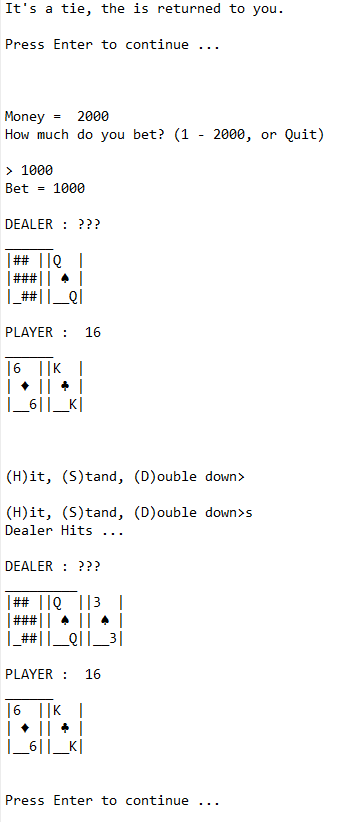 It's a tie, the is returned to you.
Press Enter to continue ...
Money =  2000
How much do you bet? (1 - 2000, or Quit)
> 1000
Bet = 1000
DEALER : ???
______
|## ||Q  |
|###|| ♠ |
|_##||__Q|
PLAYER :  16
______
|6  ||K  |
| ♦ || ♣ |
|__6||__K|
(H)it, (S)tand, (D)ouble down>
(H)it, (S)tand, (D)ouble down>s
Dealer Hits ...
DEALER : ???
_________
|## ||Q  ||3  |
|###|| ♠ || ♠ |
|_##||__Q||__3|
PLAYER :  16
______
|6  ||K  |
| ♦ || ♣ |
|__6||__K|
Press Enter to continue ...